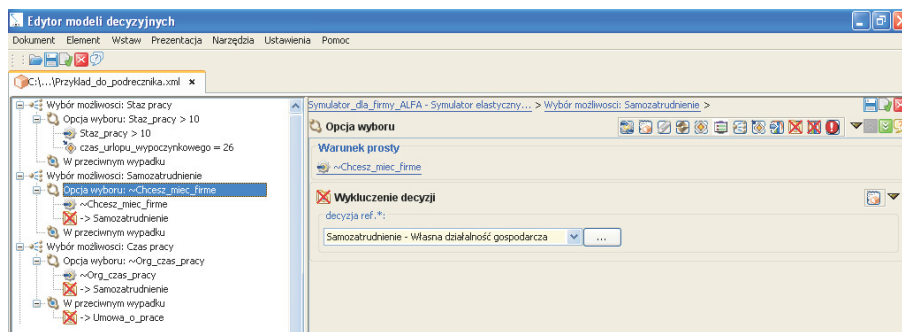 Edytor modeli decyzyjnych
Dokument Element Wstaw Prezentacja Narzędzia Ustawienia Pomoc
C:\...\Przyklad_do_podrecznika.xml
Wybór możliwości: Staz pracy
Opcja wyboru: Staz_pracy > 10
Staz_pracy > 10
czas_urlopu_wypoczynkowego = 26
W przeciwnym wypadku
Wybór możliwości: Samozatrudnienie
Opcja wyboru: ~Chcesz_miec_firme
~Chcesz_miec_firme
-> Samozatrudnienie
W przeciwnym wypadku
Wybór możliwości: Czas pracy
Opcja wyboru: ~Org_czas_pracy
~Org_czas_pracy
-> Samozatrudnienie
W przeciwnym wypadku
-> Umowa_o_prace
Symulator_dla_firmy_ALFA - Symulator elastyczny... > Wybór możliwości: Samozatrudnienie >
Opcja wyboru
Warunek prosty
~Chcesz_miec_firme
Wykluczenie decyzji
decyzja ref.*:
Samozatrudnienie - Własna działalność gospodarcza
...